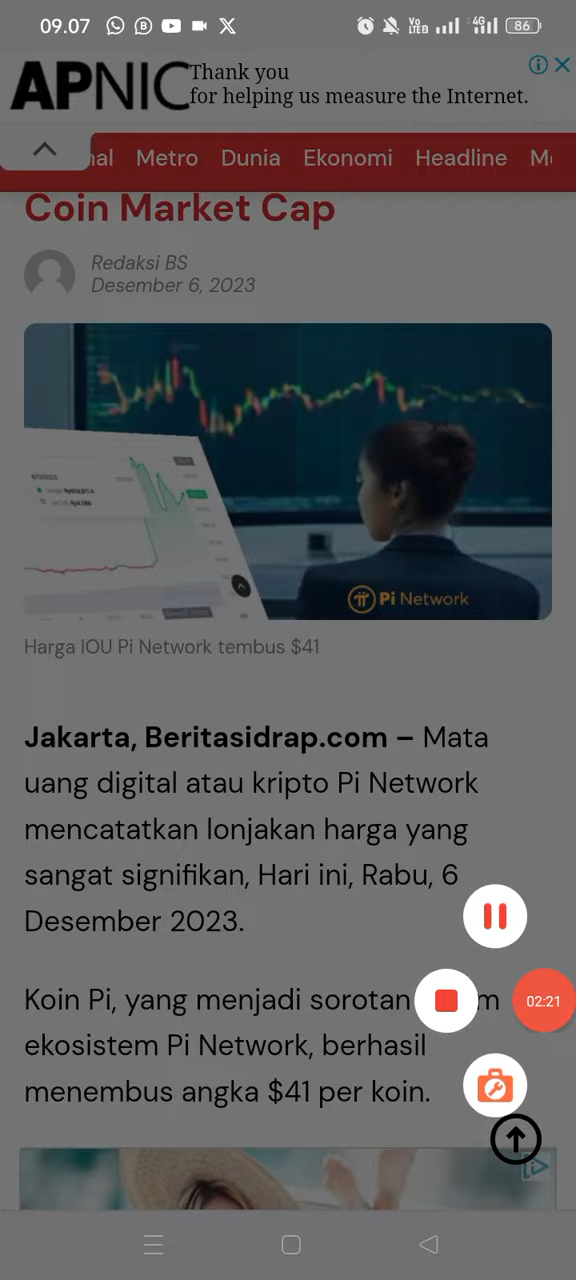 09.07
Vo
LTE
4G
86
APNIC
Thank you
for helping us measure the Internet.
nal Metro Dunia Ekonomi Headline
Coin Market Cap
Redaksi BS
Desember 6, 2023
Pi Network
Harga IOU Pi Network tembus $41
Jakarta, Beritasidrap.com – Mata
uang digital atau kripto Pi Network
mencatatkan lonjakan harga yang
sangat signifikan, Hari ini, Rabu, 6
Desember 2023.
Koin Pi, yang menjadi sorotan m
02:21
ekosistem Pi Network, berhasil
menembus angka $41 per koin.